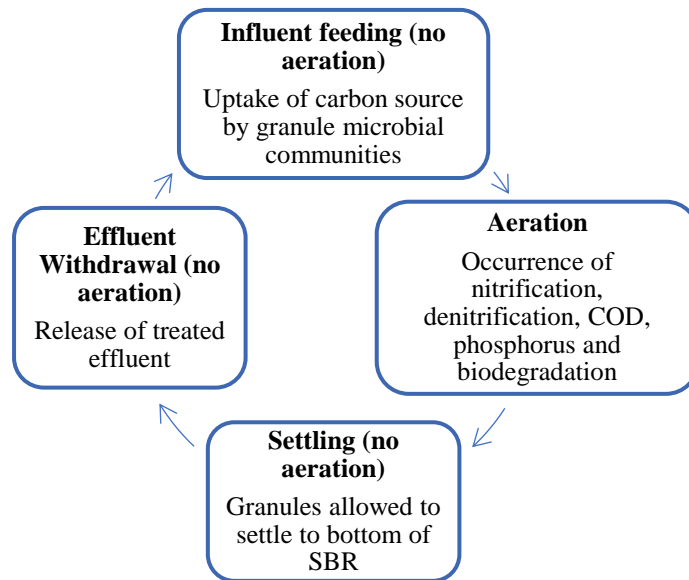 Influent feeding (no
aeration)
Uptake of carbon source
by granule microbial
communities
Aeration
Occurrence of
nitrification,
denitrification, COD,
phosphorus and
biodegradation
Settling (no
aeration)
Granules allowed to
settle to bottom of
SBR
Effluent
Withdrawal (no
aeration)
Release of treated
effluent